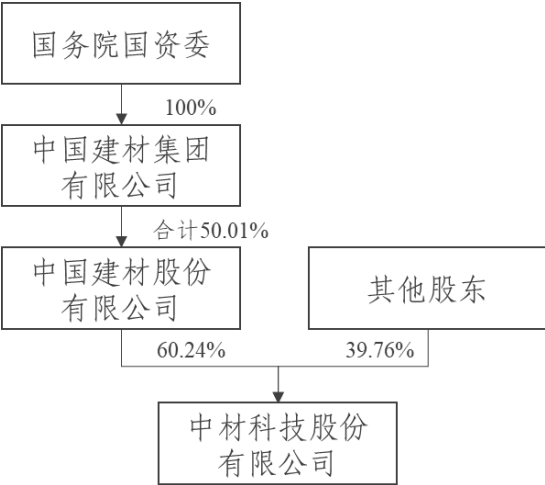 国务院国资委
100%
中国建材集团
有限公司
合计50.01%
中国建材股份
有限公司
其他股东
60.24%
39.76%
中材科技股份
有限公司